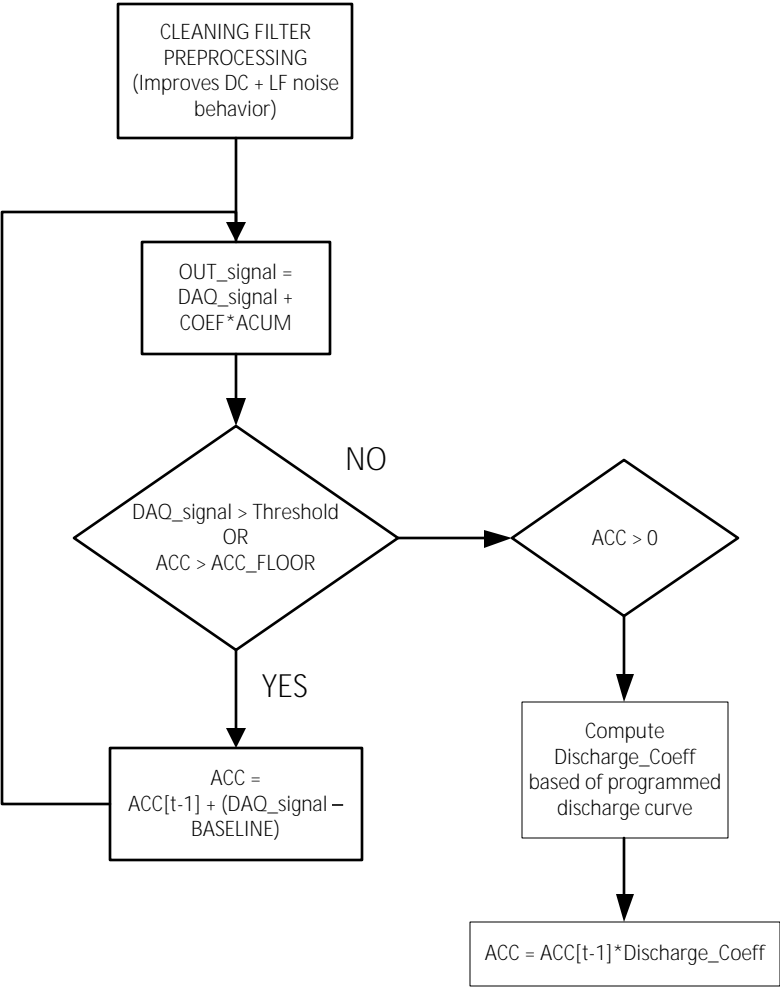 CLEANING FILTER
PREPROCESSING
(Improves DC + LF noise
behavior)
OUT_signal =
DAQ_signal +
COEF*ACUM
NO
DAQ_signal > Threshold
OR
ACC > ACC_FLOOR
ACC > 0
YES
ACC =
ACC[t-1] + (DAQ_signal –
BASELINE)
Compute
Discharge_Coeff
based of programmed
discharge curve
ACC = ACC[t-1]*Discharge_Coeff